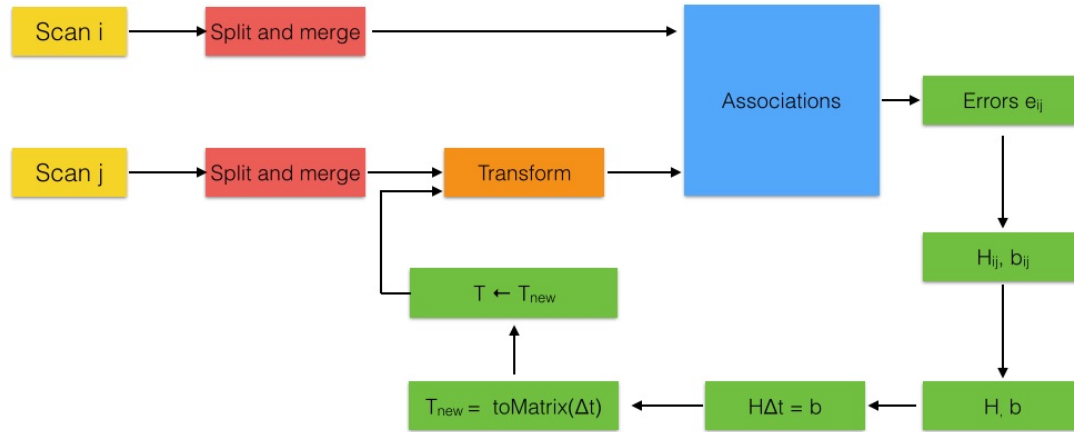 Scan i
Split and merge
Associations
Errors eij
Scan j
Split and merge
Transform
Hij, bij
T ← Tnew
Tnew = toMatrix(Δt)
HΔt = b
H, b